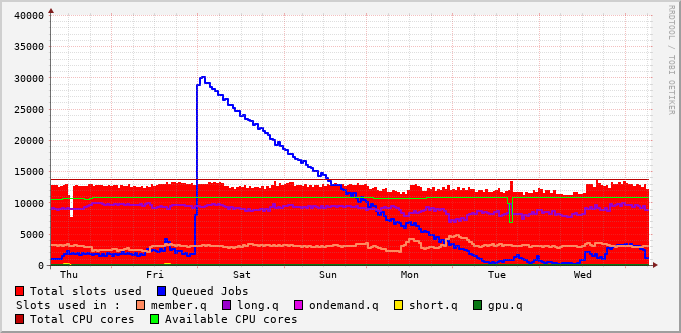 40000
35000
30000
25000
20000
15000
10000
5000
0
Thu Fri Sat Sun Mon Tue Wed
Total slots used Queued Jobs
Slots used in : member.q long.q ondemand.q short.q gpu.q
Total CPU cores Available CPU cores
RRDTOOL / TOBI OETIKER